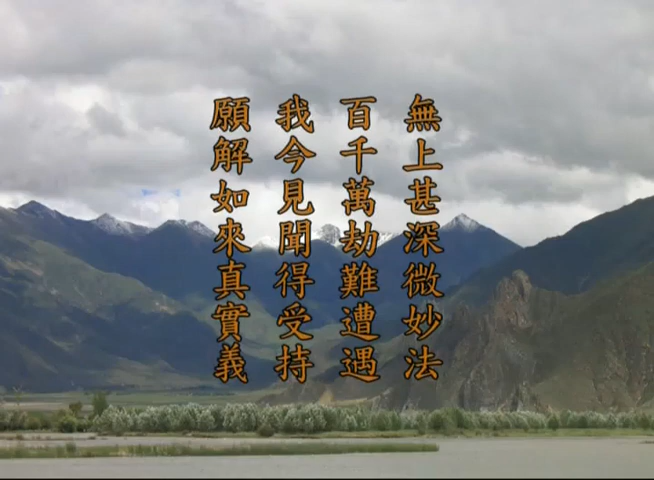 無上甚深微妙法
百千萬劫難遭遇
我今見聞得受持
願解如來真實義